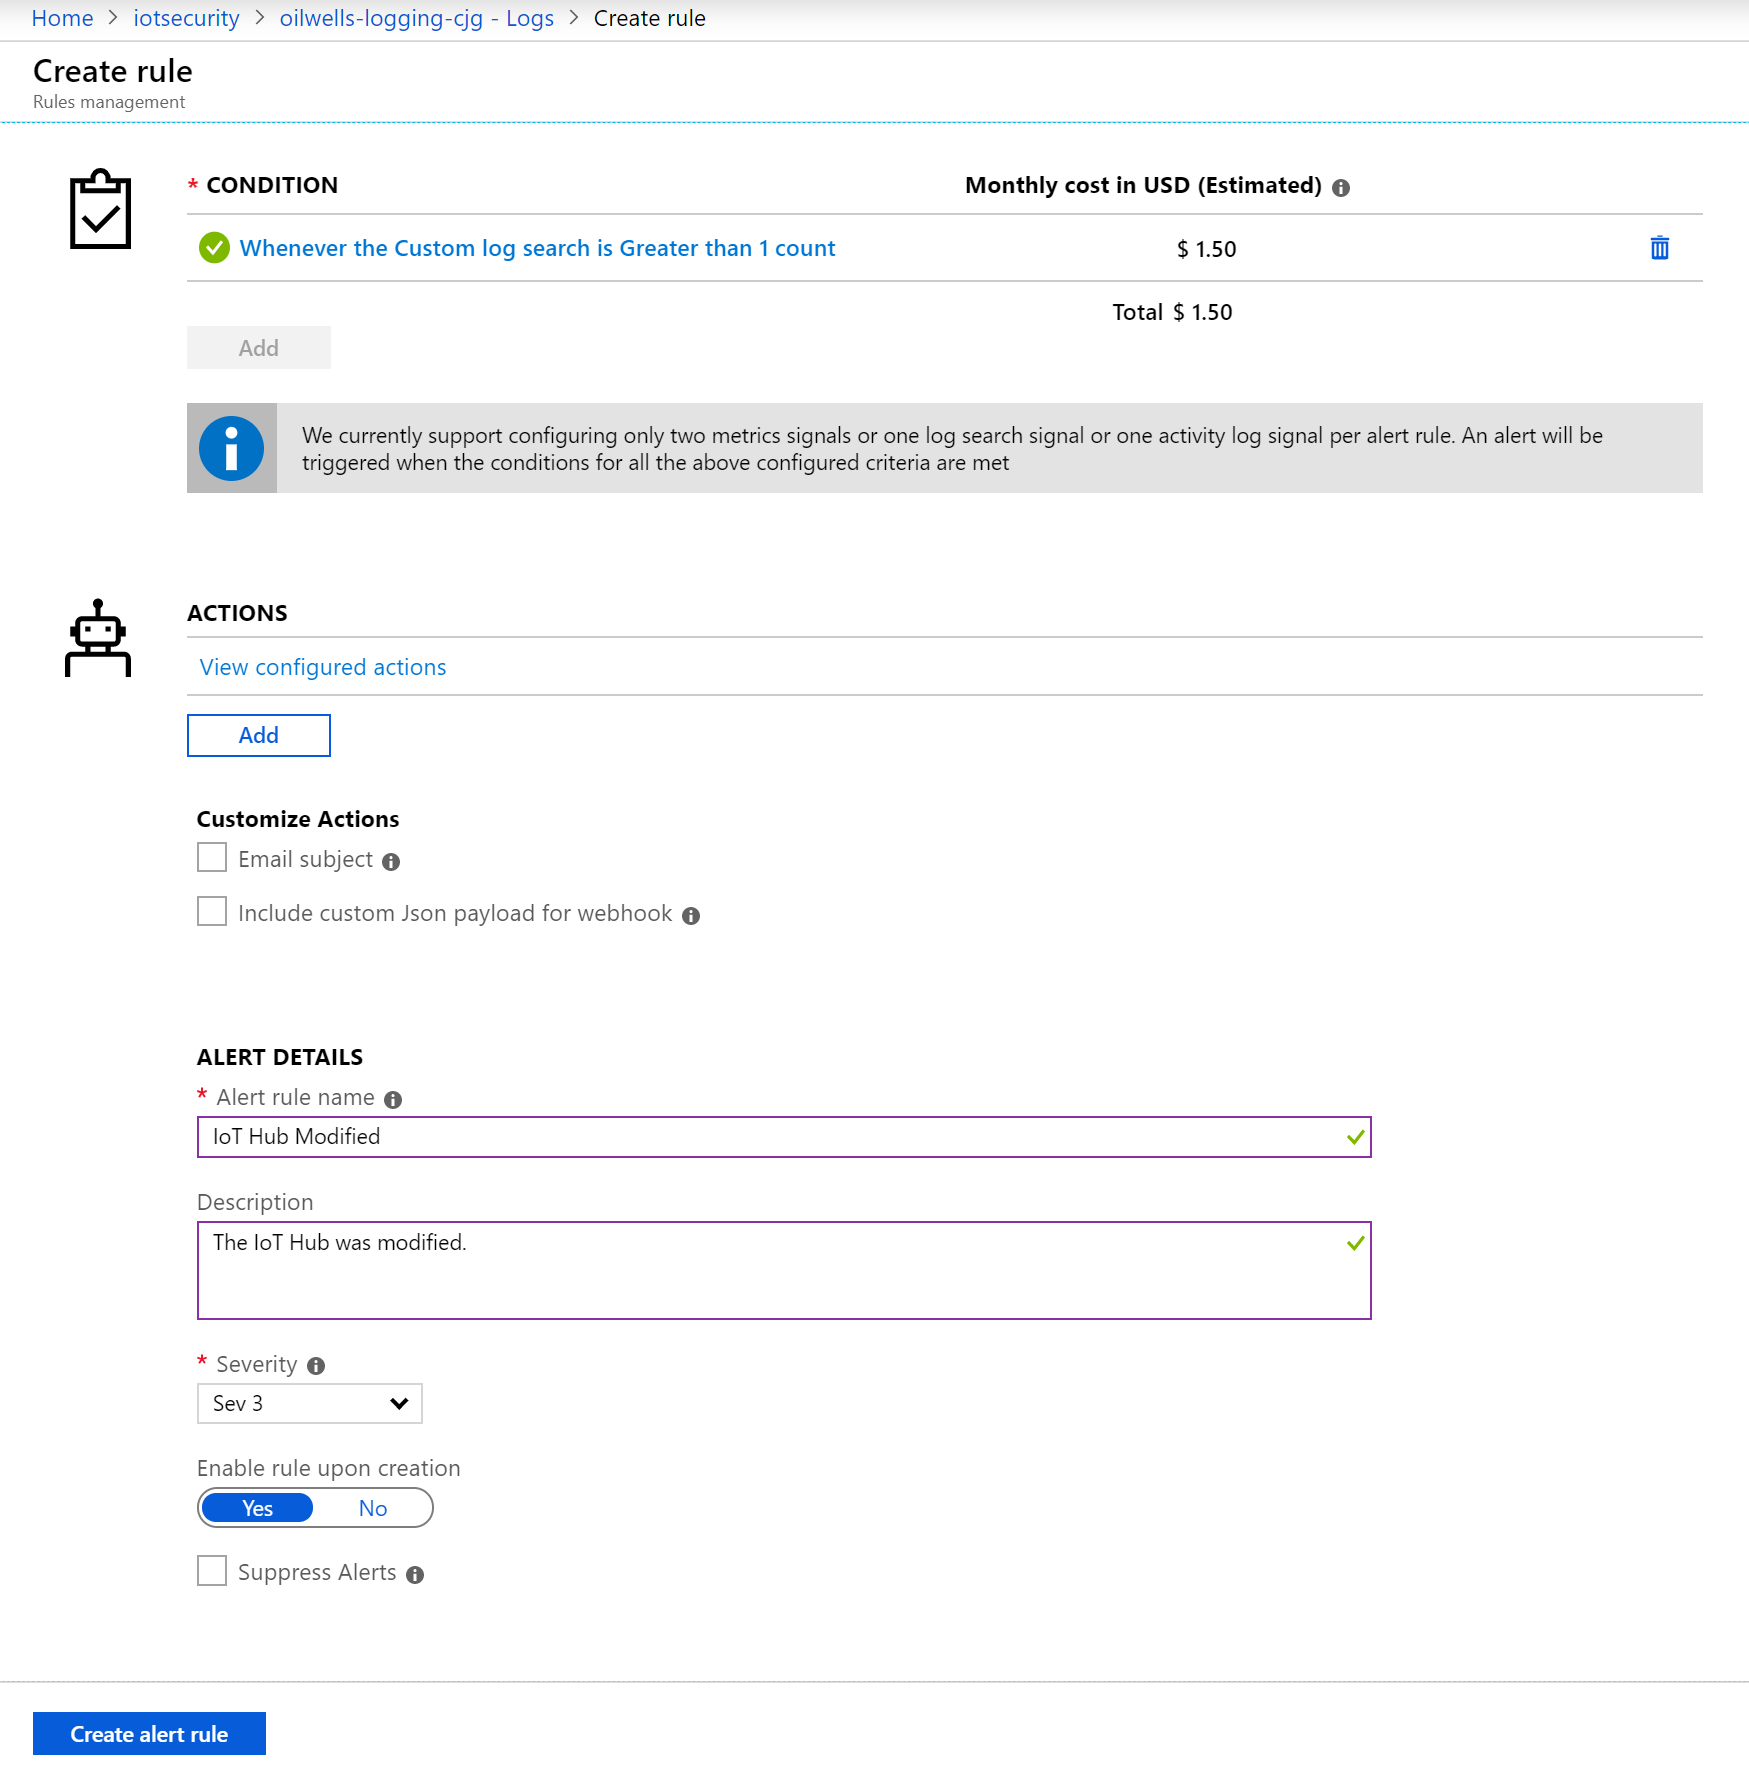 Home > iotsecurity > oilwells-logging-cjg - Logs > Create rule
Create rule
Rules management
* CONDITION Monthly cost in USD (Estimated)
Whenever the Custom log search is Greater than 1 count $ 1.50
Total $ 1.50
Add
We currently support configuring only two metrics signals or one log search signal or one activity log signal per alert rule. An alert will be
triggered when the conditions for all the above configured criteria are met
ACTIONS
View configured actions
Add
Customize Actions
Email subject
Include custom Json payload for webhook
ALERT DETAILS
* Alert rule name
IoT Hub Modified
Description
The IoT Hub was modified.
* Severity
Sev 3
Enable rule upon creation
Yes No
Suppress Alerts
Create alert rule